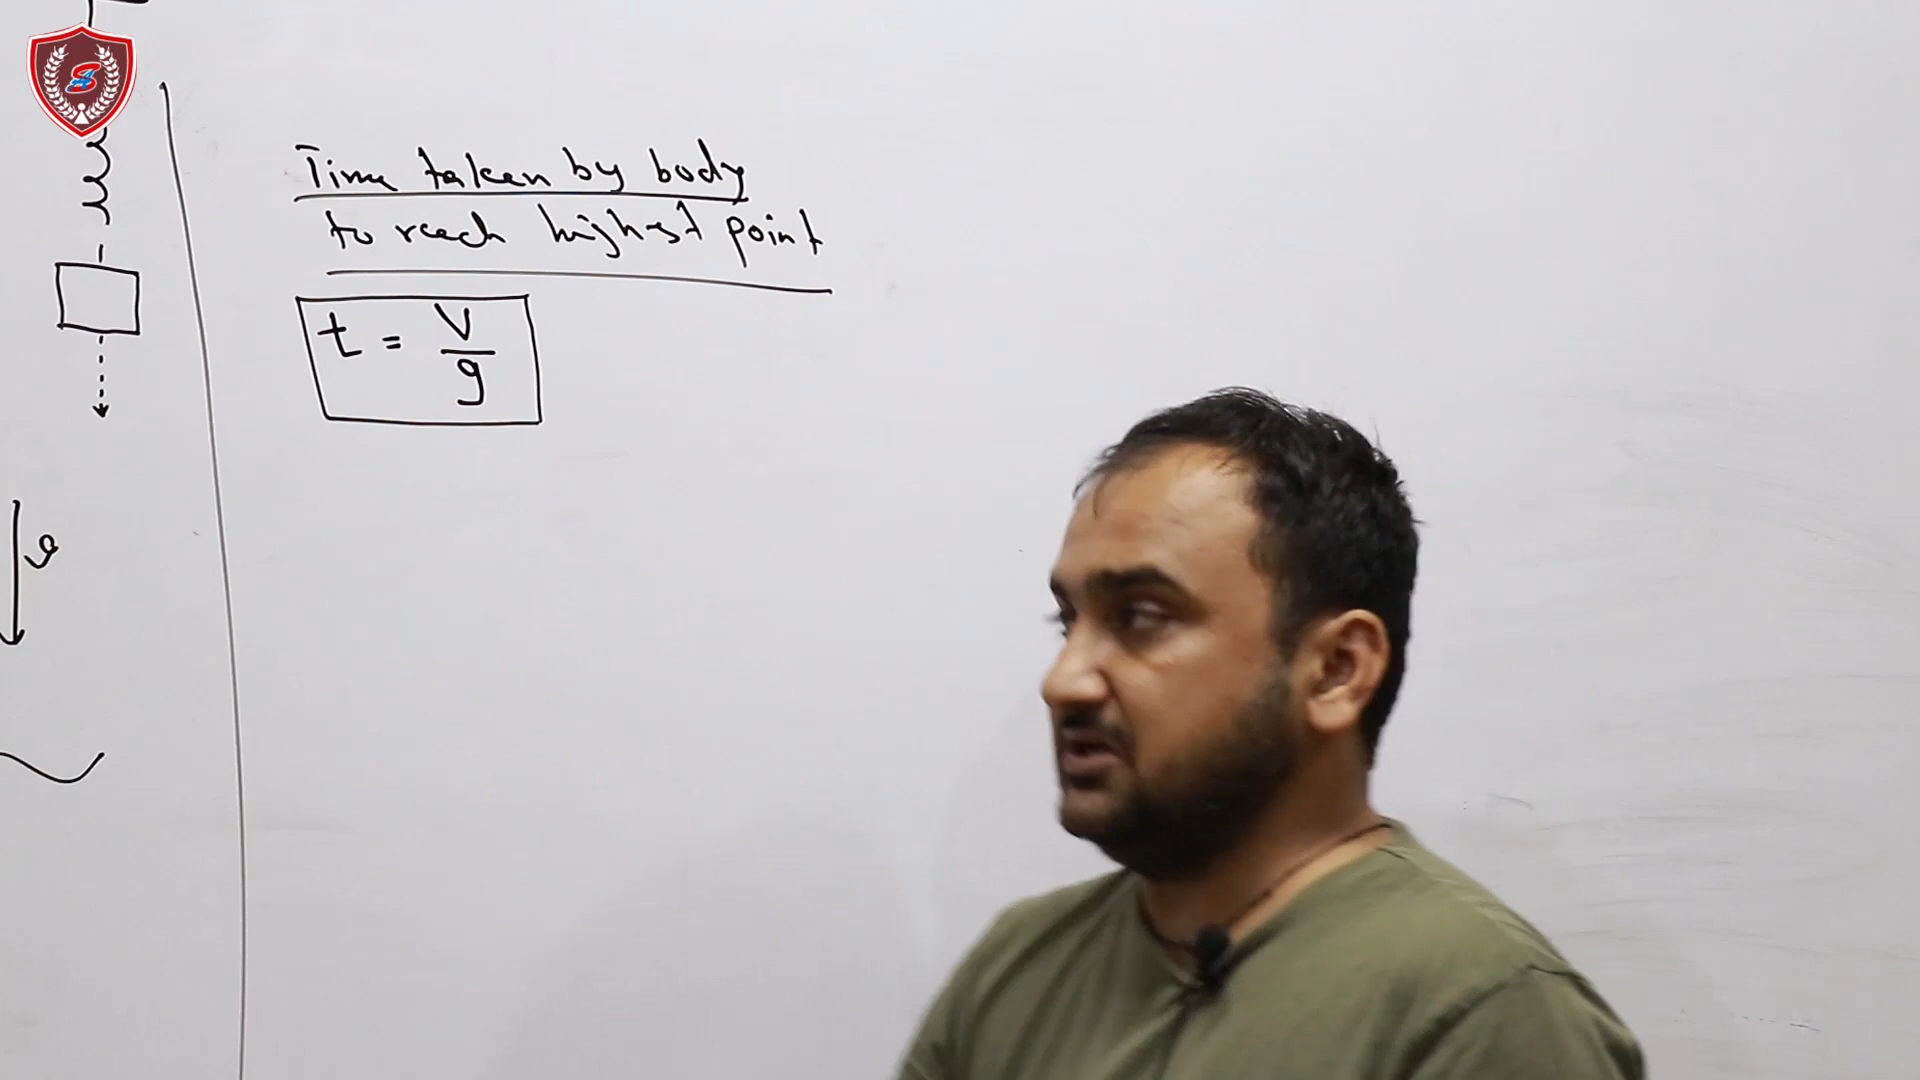 Time taken by body
to reach highest point
t = v/g
v